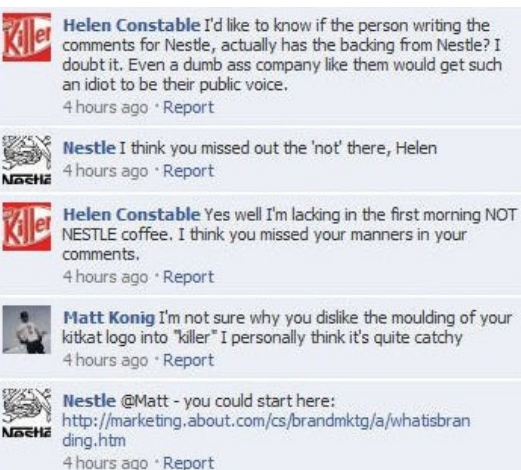 Killer
Helen Constable I'd like to know if the person writing the
comments for Nestle, actually has the backing from Nestle? I
doubt it. Even a dumb ass company like them would get such
an idiot to be their public voice.
4 hours ago · Report
Nestlé
Nestle I think you missed out the 'not' there, Helen
4 hours ago · Report
Killer
Helen Constable Yes well I'm lacking in the first morning NOT
NESTLE coffee. I think you missed your manners in your
comments.
4 hours ago · Report
Matt Konig I'm not sure why you dislike the moulding of your
kitkat logo into "killer" I personally think it's quite catchy
4 hours ago · Report
Nestlé
Nestle @Matt - you could start here:
http://marketing.about.com/cs/brandmktg/a/whatisbran
ding.htm
4 hours ago · Report